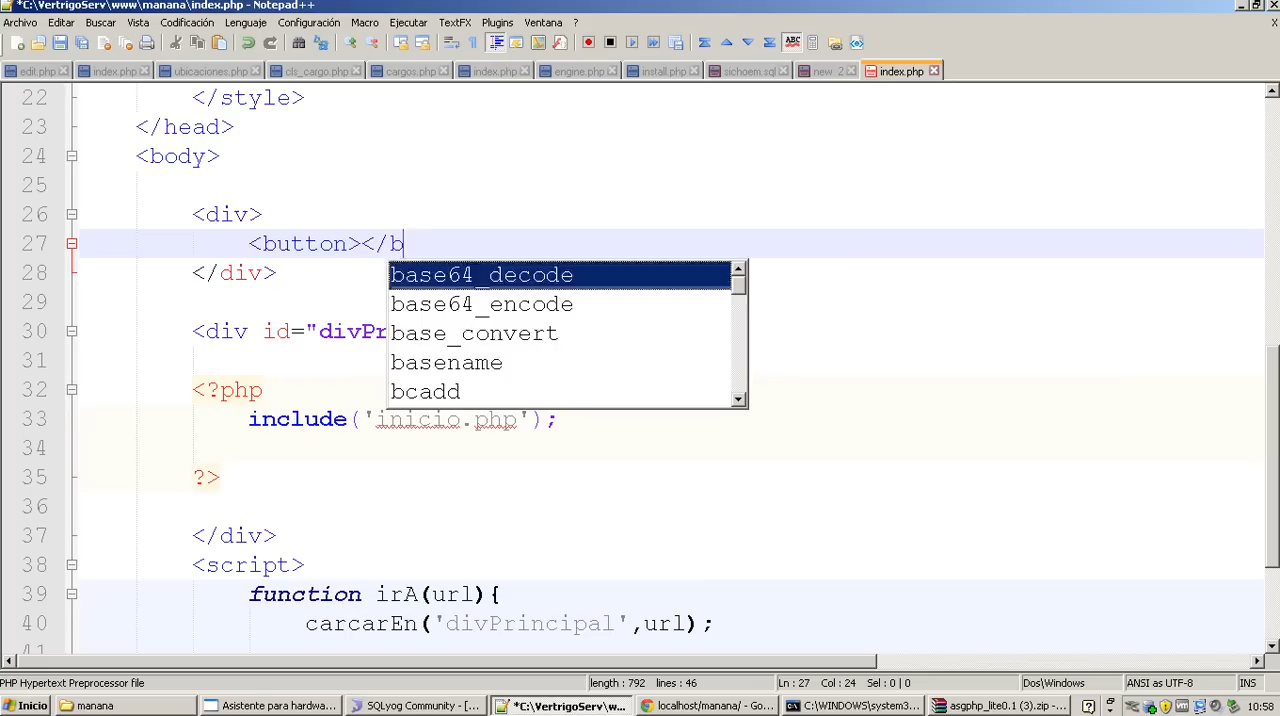 *C:\VertrigoServ\www\manana\index.php - Notepad++
Archivo Editar Buscar Vista Codificación Lenguaje Configuración Macro Ejecutar TextFX Plugins Ventana ?
edit.php index.php ubicaciones.php cls_cargo.php cargos.php index.php engine.php install.php sichoem.sql new 2 index.php
22 </style>
23 </head>
24 <body>
25
26 <div>
27 <button></b
base64_decode
28 </div>
base64_encode
29
base_convert
30 <div id="divPr
basename
31
bcadd
32 <?php
33 include('inicio.php');
34
35 ?>
36
37 </div>
38 <script>
39 function irA(url){
40 carcarEn('divPrincipal',url);
41
PHP Hypertext Preprocessor file length : 792 lines : 46 Ln : 27 Col : 24 Sel : 0 | 0 Dos\Windows ANSI as UTF-8 INS
Inicio manana Asistente para hardwa... SQLyog Community - [... *C:\VertrigoServ\ww... localhost/manana/ - Go... C:\WINDOWS\system3... asgphp_lite0.1 (3).zip - ... 10:58